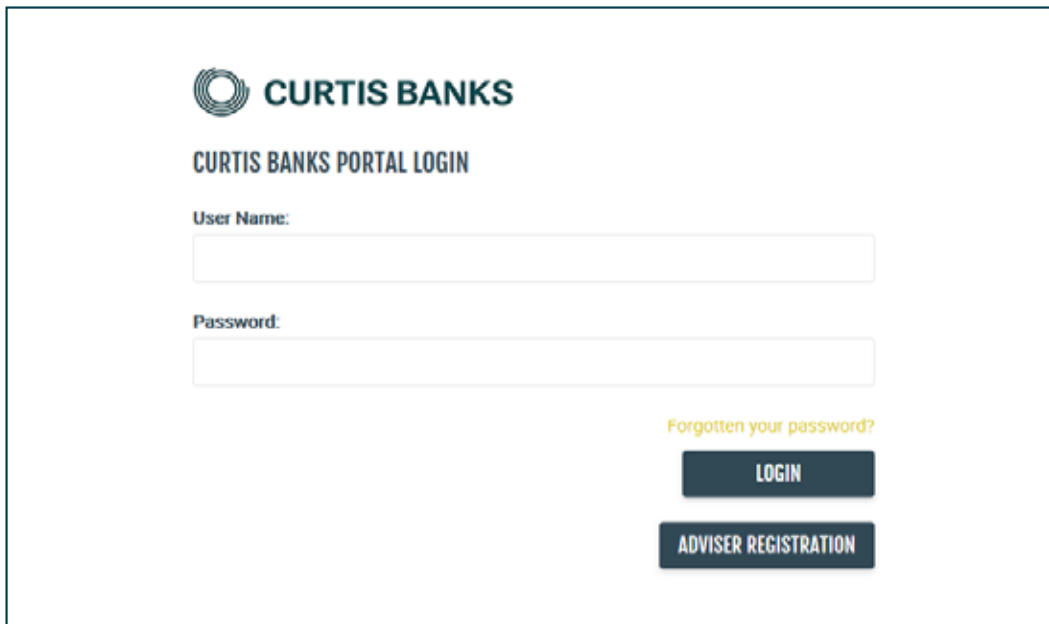 CURTIS BANKS
CURTIS BANKS PORTAL LOGIN
User Name:
Password:
Forgotten your password?
LOGIN
ADVISER REGISTRATION